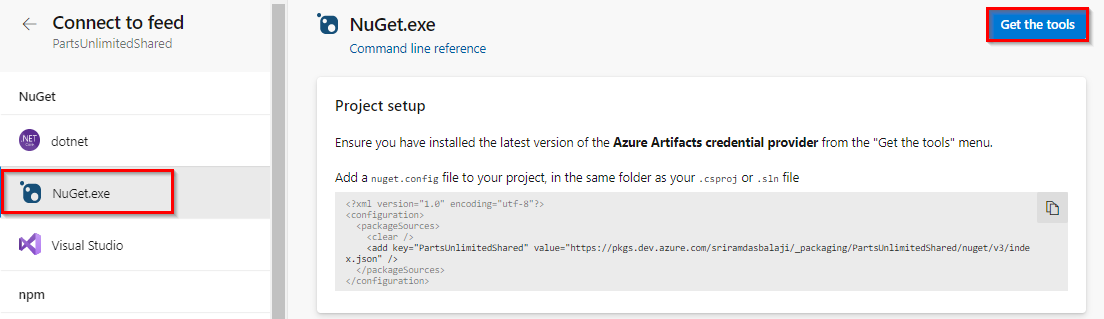 Connect to feed
PartsUnlimitedShared
NuGet
.NET
Core
dotnet
NuGet.exe
Visual Studio
npm
NuGet.exe
Command line reference
Get the tools
Project setup
Ensure you have installed the latest version of the Azure Artifacts credential provider from the "Get the tools" menu.
Add a nuget.config file to your project, in the same folder as your .csproj or .sln file
<?xml version="1.0" encoding="utf-8"?>
<configuration>
  <packageSources>
    <clear />
    <add key="PartsUnlimitedShared" value="https://pkgs.dev.azure.com/sriramdasbalaji/_packaging/PartsUnlimitedShared/nuget/v3/inde
x.json" />
  </packageSources>
</configuration>